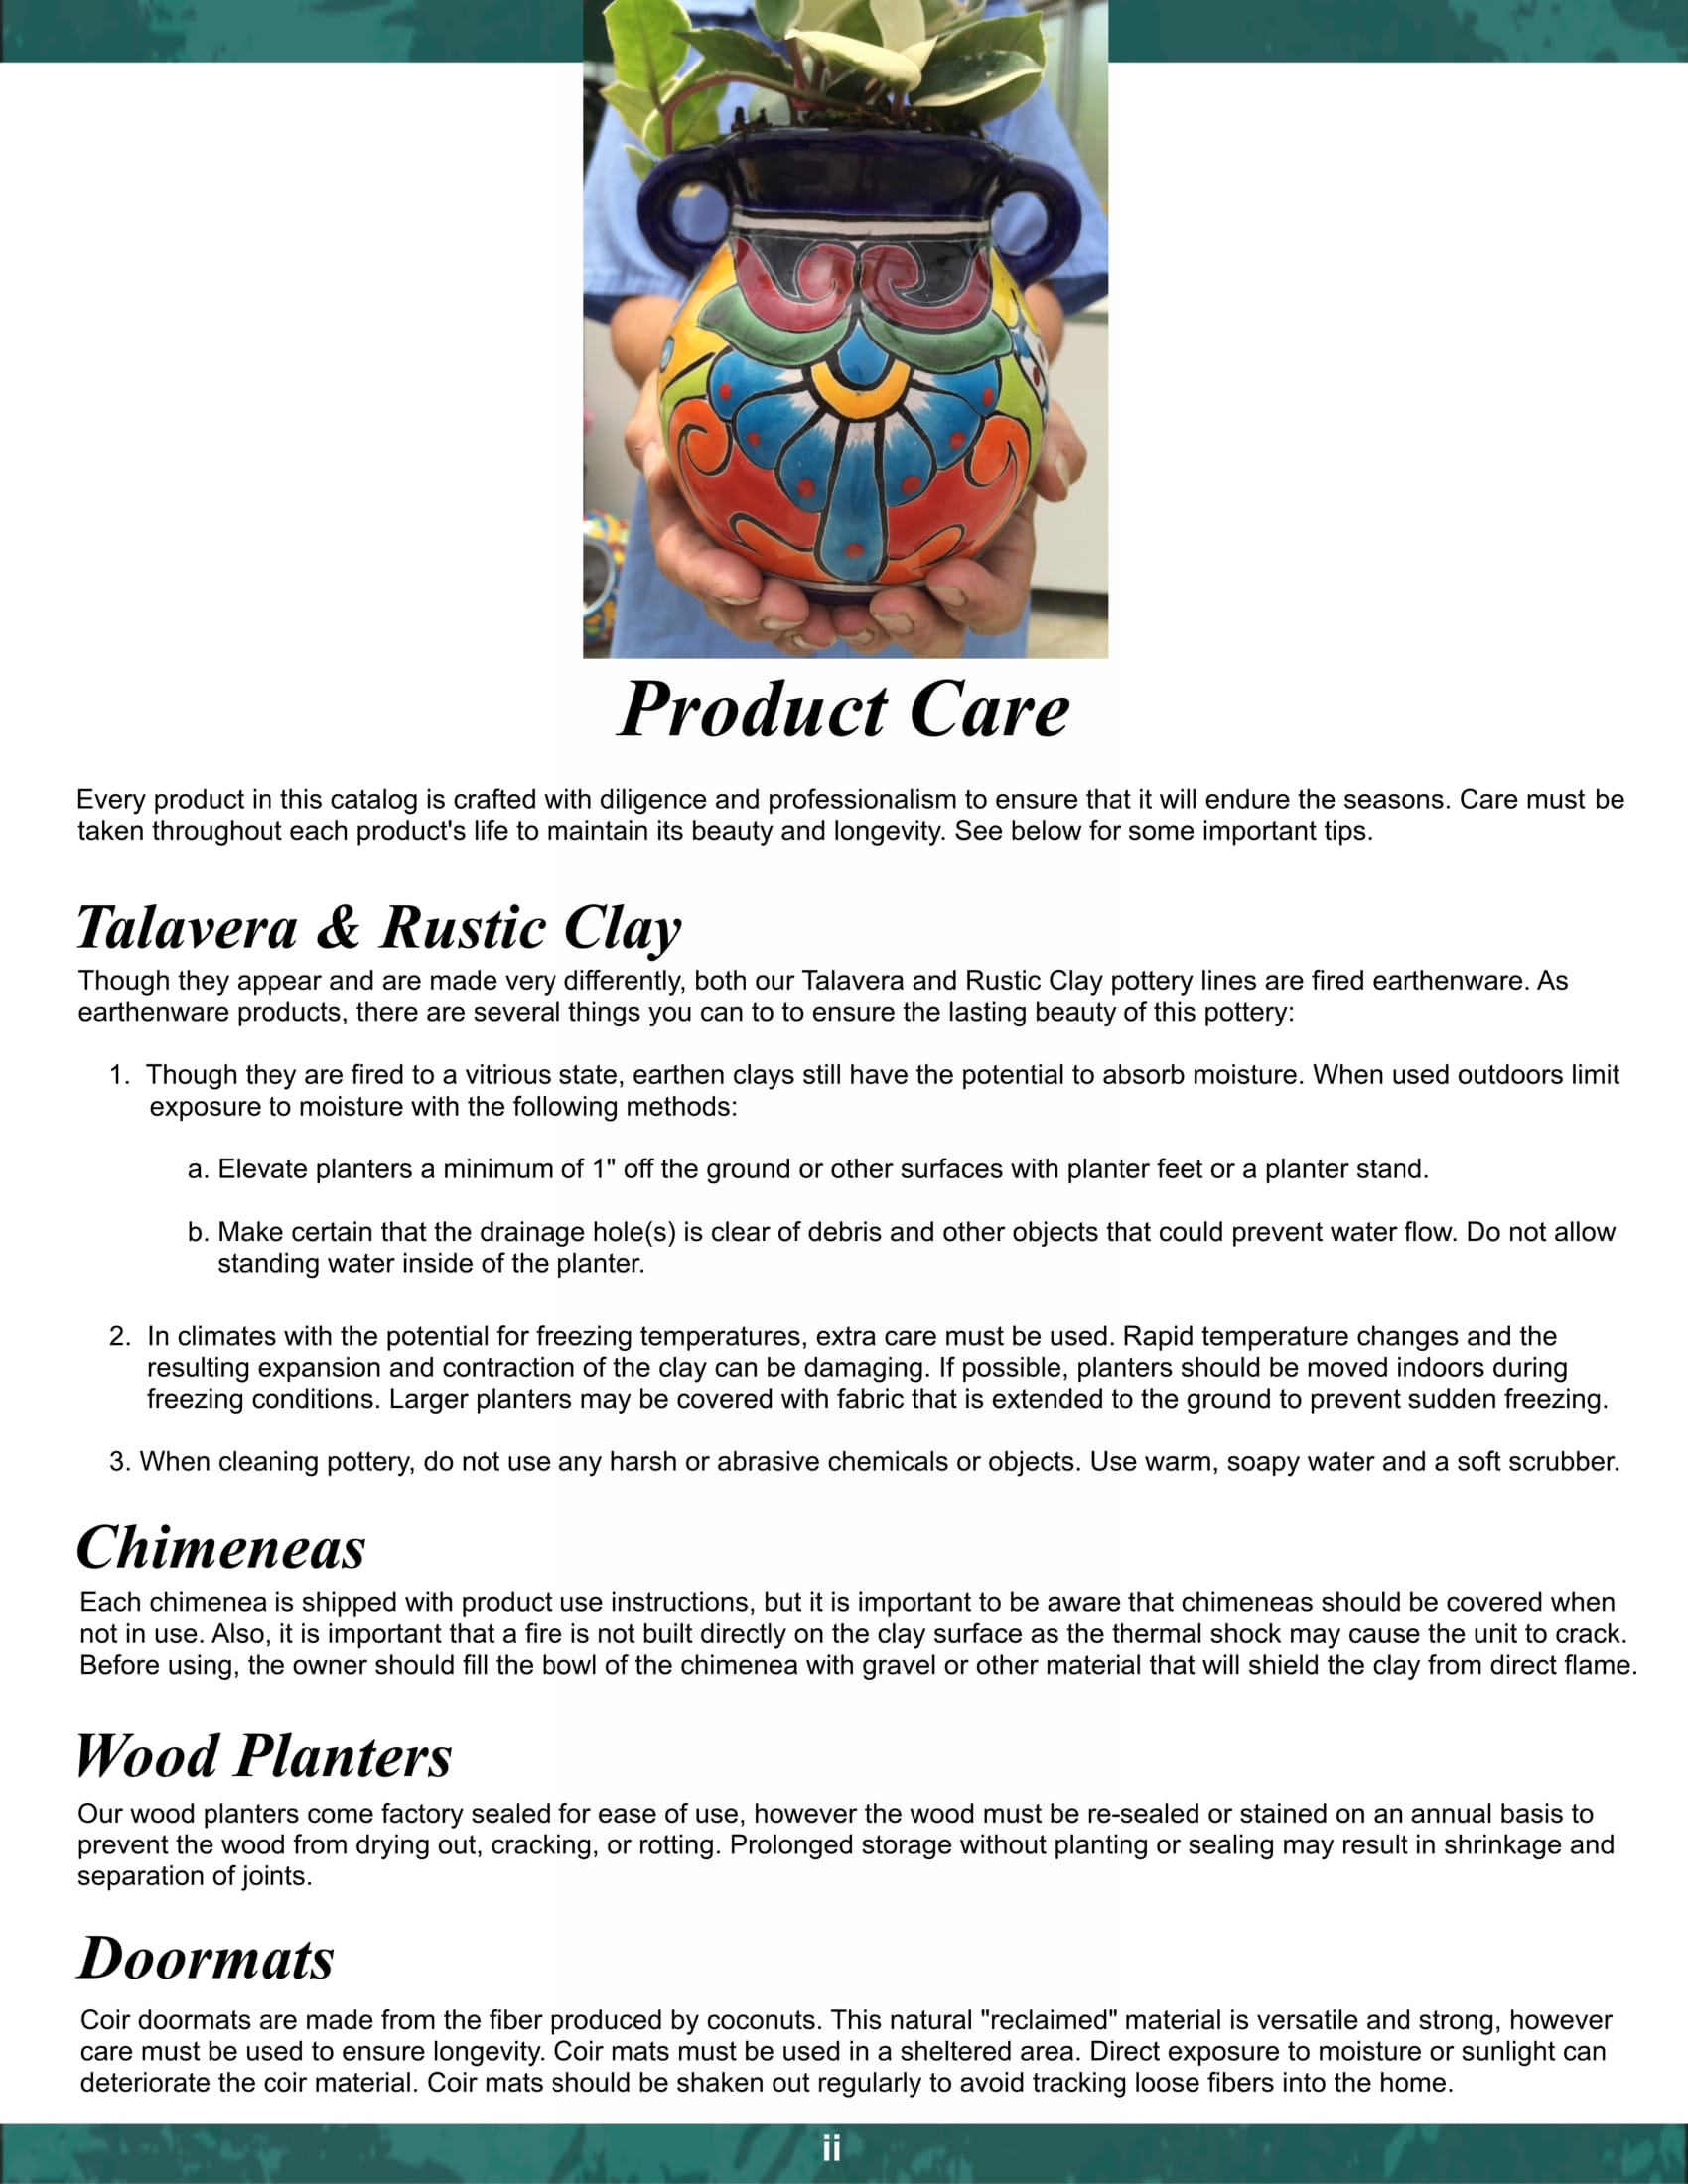 Product Care
Every product in this catalog is crafted with diligence and professionalism to ensure that it will endure the seasons. Care must be
taken throughout each product's life to maintain its beauty and longevity. See below for some important tips.
Talavera & Rustic Clay
Though they appear and are made very differently, both our Talavera and Rustic Clay pottery lines are fired earthenware. As
earthenware products, there are several things you can to to ensure the lasting beauty of this pottery:
1. Though they are fired to a vitrious state, earthen clays still have the potential to absorb moisture. When used outdoors limit
exposure to moisture with the following methods:
a. Elevate planters a minimum of 1" off the ground or other surfaces with planter feet or a planter stand.
b. Make certain that the drainage hole(s) is clear of debris and other objects that could prevent water flow. Do not allow
standing water inside of the planter.
2. In climates with the potential for freezing temperatures, extra care must be used. Rapid temperature changes and the
resulting expansion and contraction of the clay can be damaging. If possible, planters should be moved indoors during
freezing conditions. Larger planters may be covered with fabric that is extended to the ground to prevent sudden freezing.
3. When cleaning pottery, do not use any harsh or abrasive chemicals or objects. Use warm, soapy water and a soft scrubber.
Chimeneas
Each chimenea is shipped with product use instructions, but it is important to be aware that chimeneas should be covered when
not in use. Also, it is important that a fire is not built directly on the clay surface as the thermal shock may cause the unit to crack.
Before using, the owner should fill the bowl of the chimenea with gravel or other material that will shield the clay from direct flame.
Wood Planters
Our wood planters come factory sealed for ease of use, however the wood must be re-sealed or stained on an annual basis to
prevent the wood from drying out, cracking, or rotting. Prolonged storage without planting or sealing may result in shrinkage and
separation of joints.
Doormats
Coir doormats are made from the fiber produced by coconuts. This natural "reclaimed" material is versatile and strong, however
care must be used to ensure longevity. Coir mats must be used in a sheltered area. Direct exposure to moisture or sunlight can
deteriorate the coir material. Coir mats should be shaken out regularly to avoid tracking loose fibers into the home.
ii